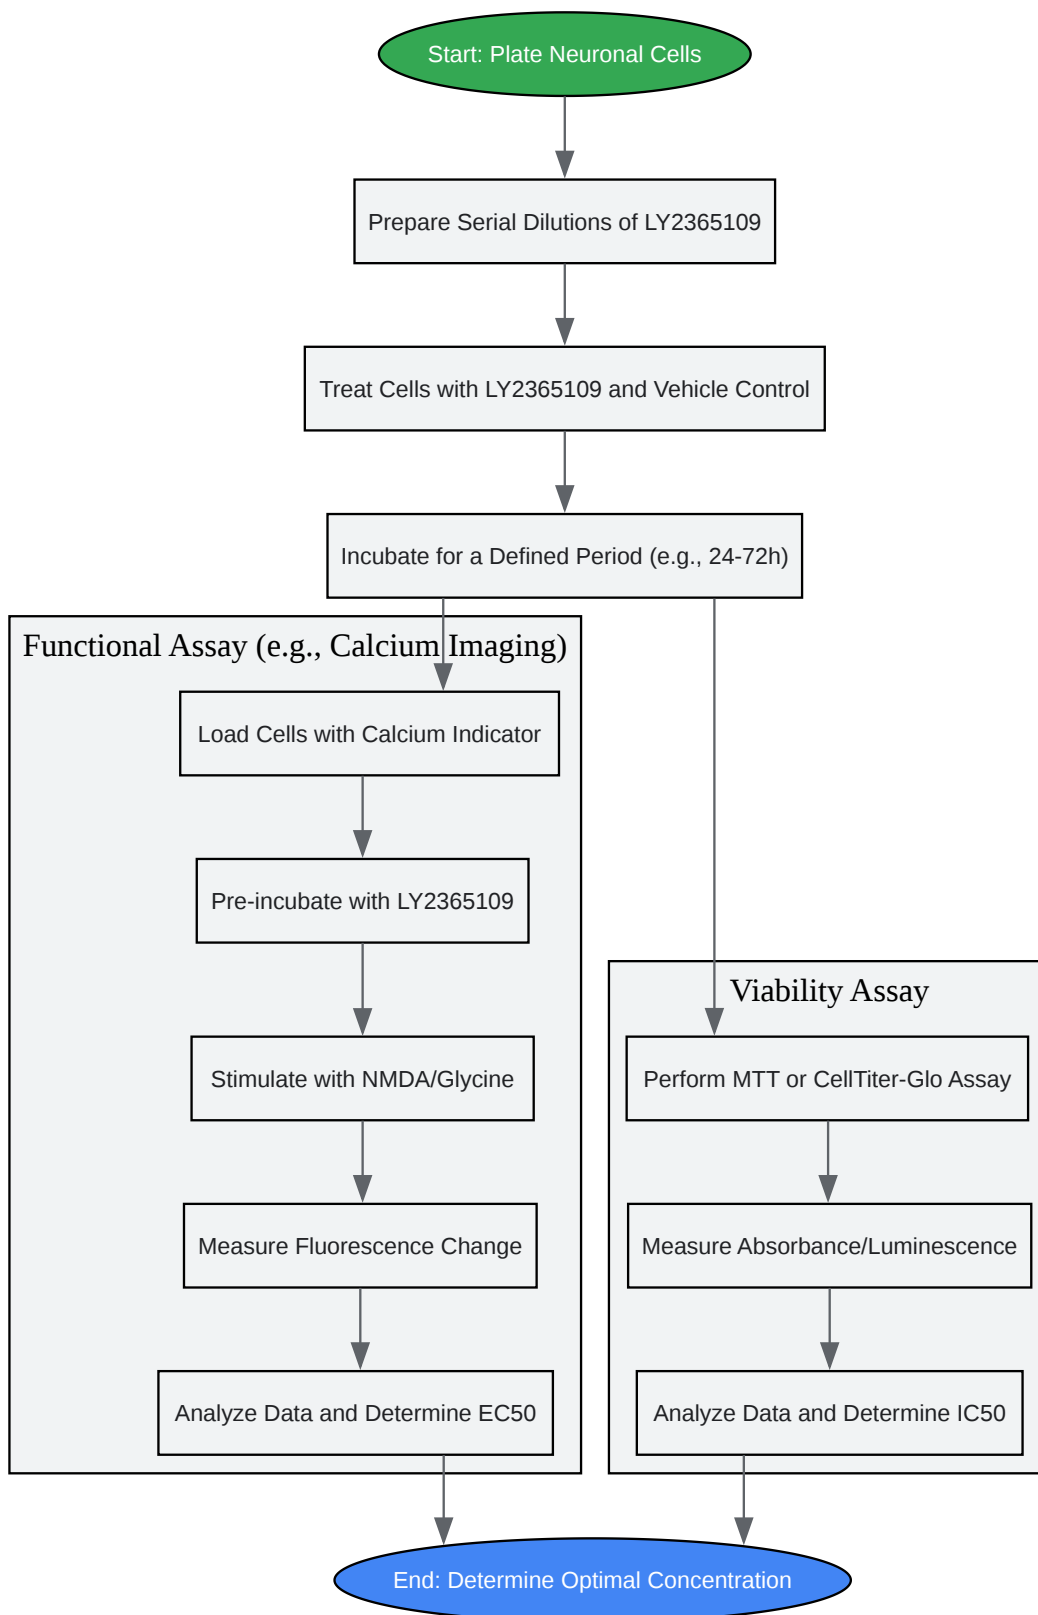 Start: Plate Neuronal Cells
Prepare Serial Dilutions of LY2365109
Treat Cells with LY2365109 and Vehicle Control
Incubate for a Defined Period (e.g., 24-72h)
Functional Assay (e.g., Calcium Imaging)
Load Cells with Calcium Indicator
Pre-incubate with LY2365109
Stimulate with NMDA/Glycine
Measure Fluorescence Change
Analyze Data and Determine EC50
Viability Assay
Perform MTT or CellTiter-Glo Assay
Measure Absorbance/Luminescence
Analyze Data and Determine IC50
End: Determine Optimal Concentration